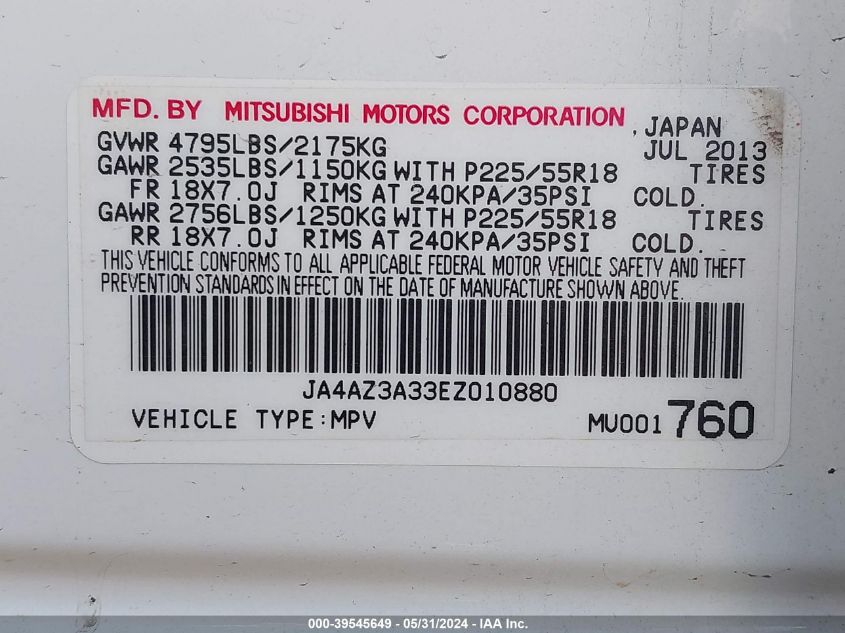 MFD. BY MITSUBISHI MOTORS CORPORATION , JAPAN
GVWR 4795LBS/2175KG JUL 2013
GAWR 2535LBS/1150KG WITH P225/55R18 TIRES
FR 18X7.0J RIMS AT 240KPA/35PSI COLD.
GAWR 2756LBS/1250KG WITH P225/55R18 TIRES
RR 18X7.0J RIMS AT 240KPA/35PSI COLD.
THIS VEHICLE CONFORMS TO ALL APPLICABLE FEDERAL MOTOR VEHICLE SAFETY AND THEFT
PREVENTION STANDARDS IN EFFECT ON THE DATE OF MANUFACTURE SHOWN ABOVE.
JA4AZ3A33EZ010880
VEHICLE TYPE:MPV MU001 760
000-39545649 - 05/31/2024 - IAA Inc.